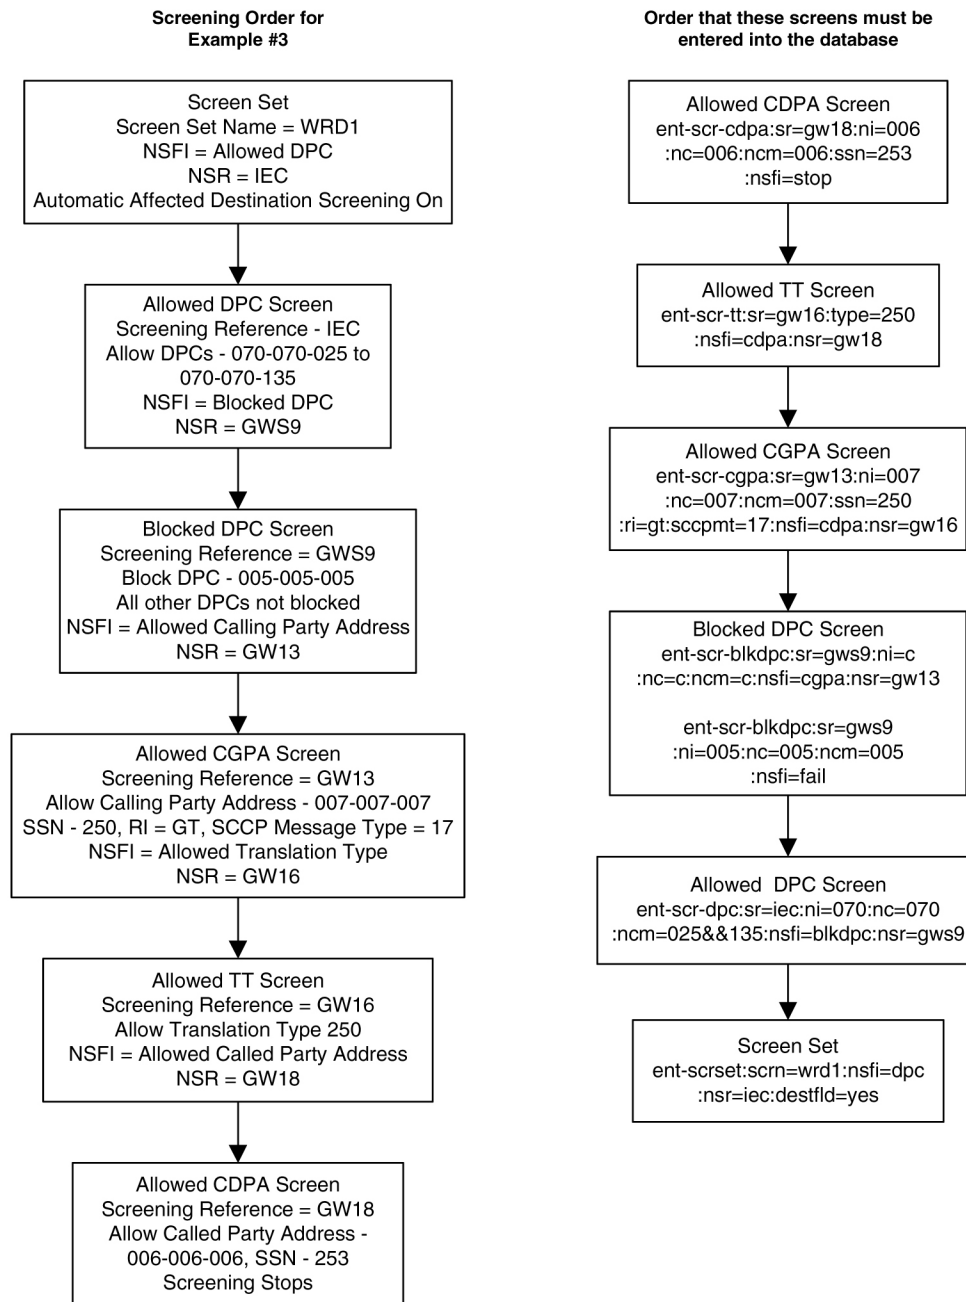 Screening Order for
Example #3
Screen Set
Screen Set Name = WRD1
NSFI = Allowed DPC
NSR = IEC
Automatic Affected Destination Screening On
Allowed DPC Screen
Screening Reference - IEC
Allow DPCs - 070-070-025 to
070-070-135
NSFI = Blocked DPC
NSR = GWS9
Blocked DPC Screen
Screening Reference = GWS9
Block DPC - 005-005-005
All other DPCs not blocked
NSFI = Allowed Calling Party Address
NSR = GW13
Allowed CGPA Screen
Screening Reference = GW13
Allow Calling Party Address - 007-007-007
SSN - 250, RI = GT, SCCP Message Type = 17
NSFI = Allowed Translation Type
NSR = GW16
Allowed TT Screen
Screening Reference = GW16
Allow Translation Type 250
NSFI = Allowed Called Party Address
NSR = GW18
Allowed CDPA Screen
Screening Reference = GW18
Allow Called Party Address -
006-006-006, SSN - 253
Screening Stops
Order that these screens must be
entered into the database
Allowed CDPA Screen
ent-scr-cdpa:sr=gw18:ni=006
:nc=006:ncm=006:ssn=253
:nsfi=stop
Allowed TT Screen
ent-scr-tt:sr=gw16:type=250
:nsfi=cdpa:nsr=gw18
Allowed CGPA Screen
ent-scr-cgpa:sr=gw13:ni=007
:nc=007:ncm=007:ssn=250
:ri=gt:sccpmt=17:nsfi=cdpa:nsr=gw16
Blocked DPC Screen
ent-scr-blkdpc:sr=gws9:ni=c
:nc=c:ncm=c:nsfi=cgpa:nsr=gw13
ent-scr-blkdpc:sr=gws9
:ni=005:nc=005:ncm=005
:nsfi=fail
Allowed DPC Screen
ent-scr-dpc:sr=iec:ni=070:nc=070
:ncm=025&&135:nsfi=blkdpc:nsr=gws9
Screen Set
ent-scrset:scrn=wrd1:nsfi=dpc
:nsr=iec:destfld=yes